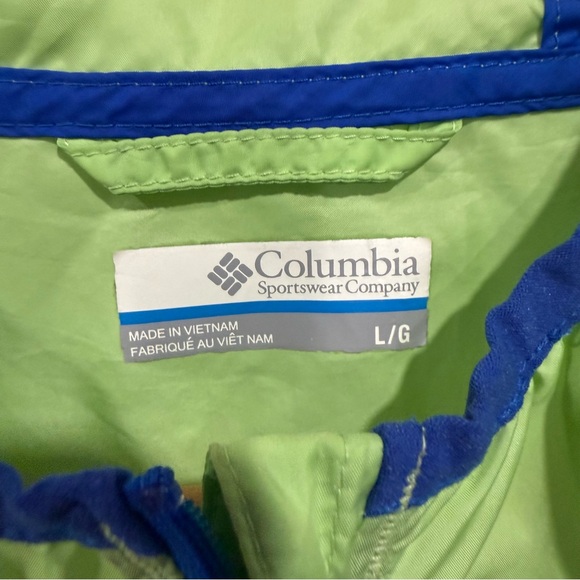 Columbia
Sportswear Company
MADE IN VIETNAM
FABRIQUÉ AU VIÊT NAM
L/G